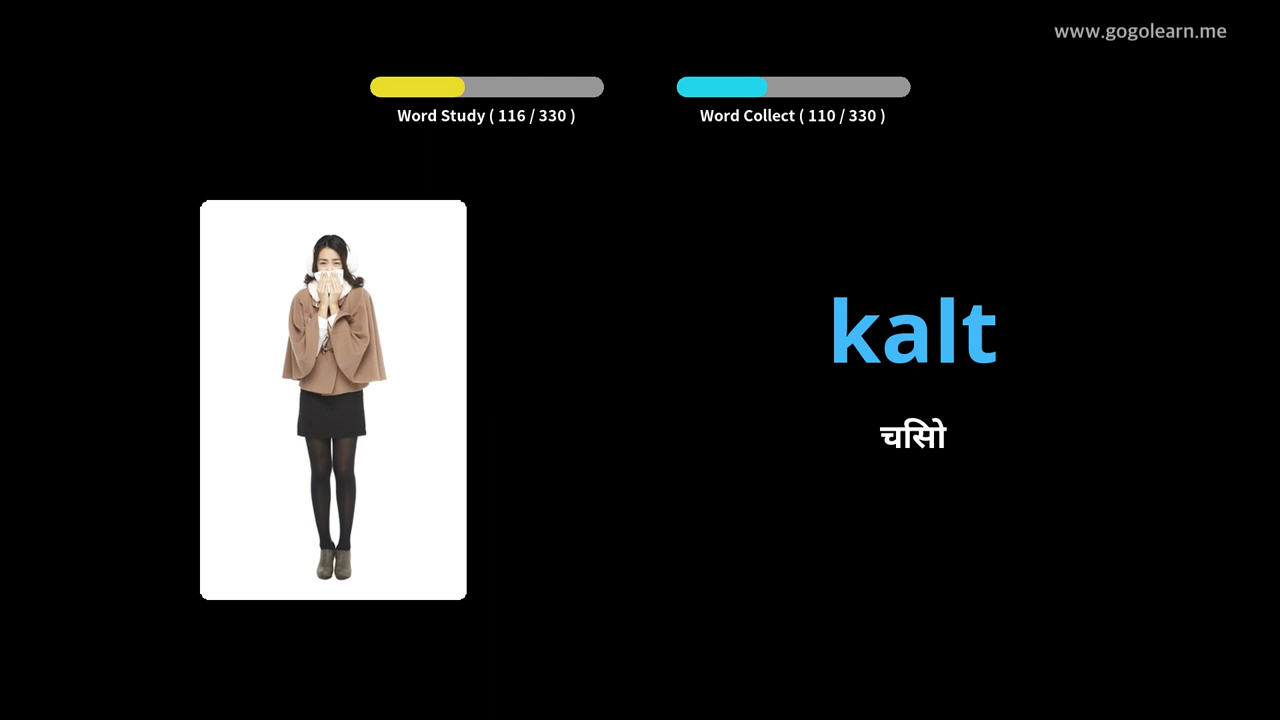 www.gogolearn.me
Word Study ( 116 / 330 )
Word Collect ( 110 / 330 )
kalt
चिसो